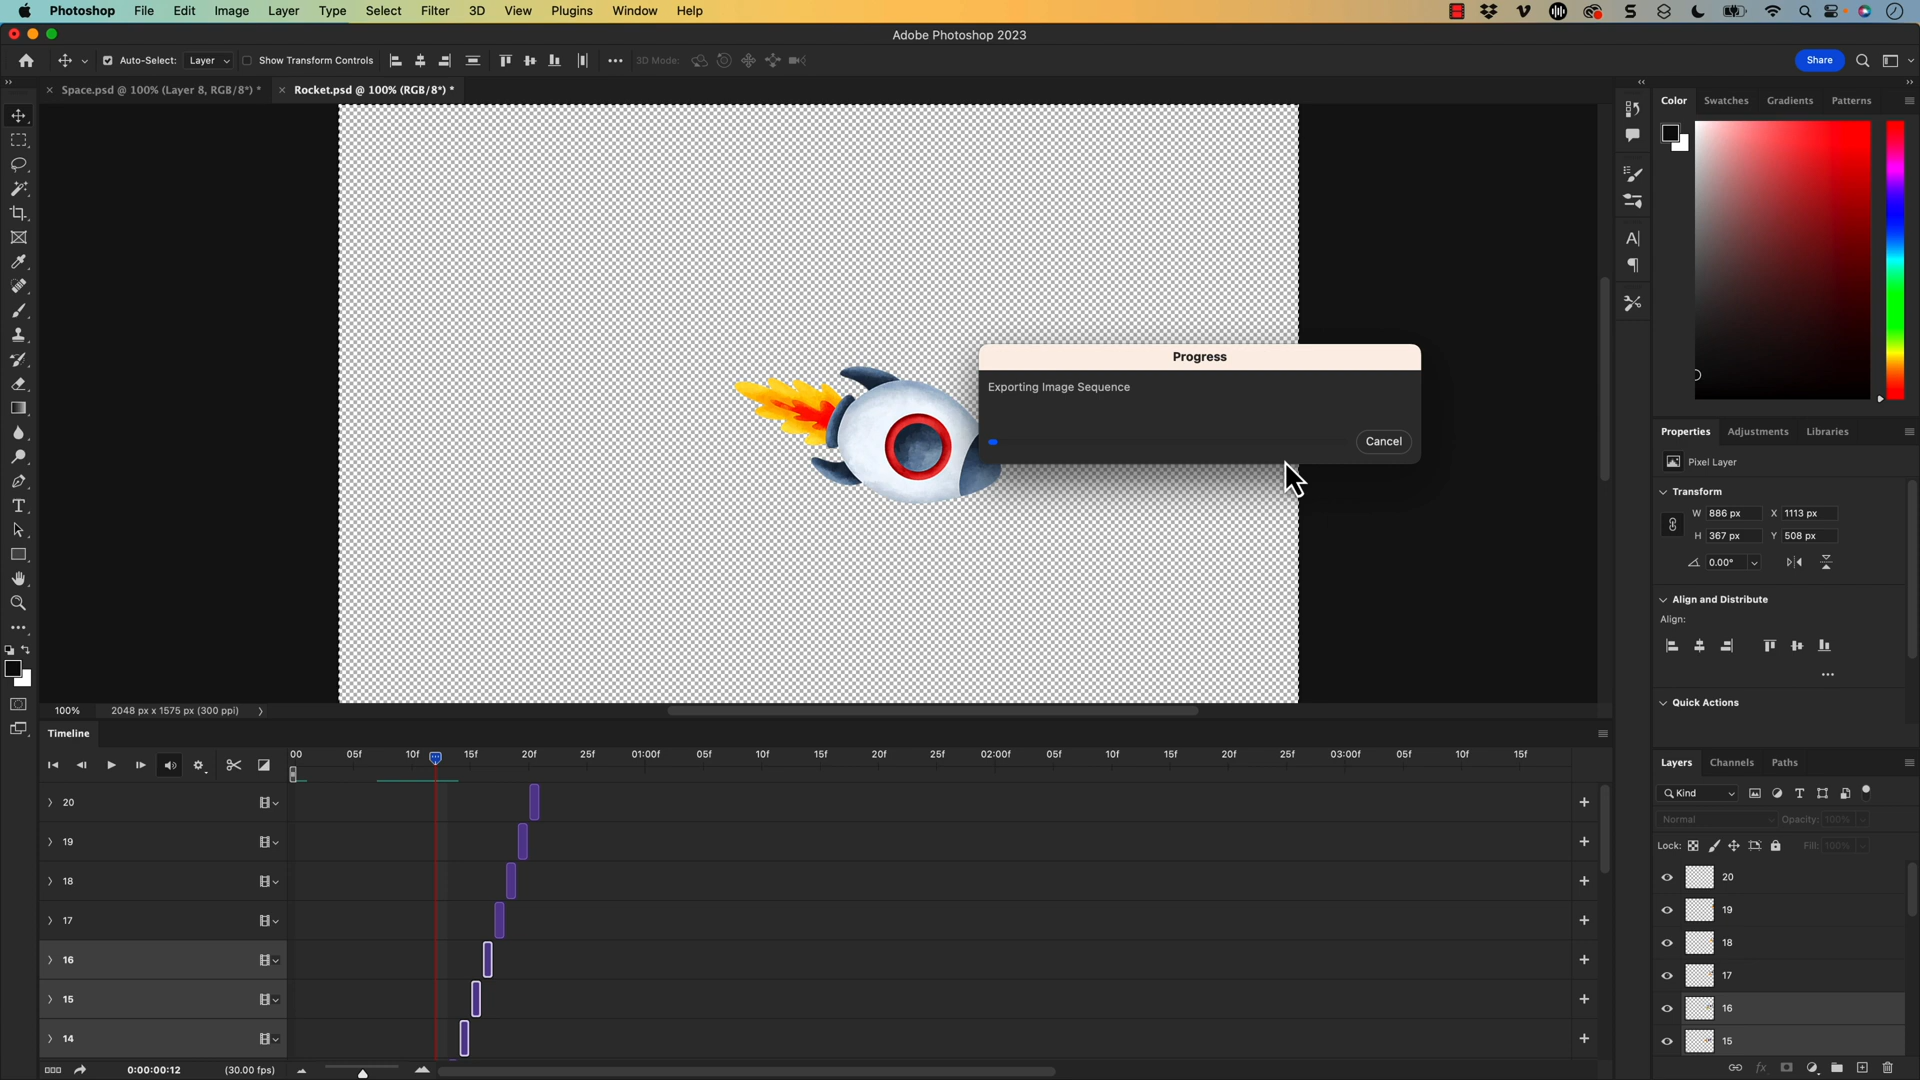 Photoshop File Edit Image Layer Type Select Filter 3D View Plugins Window Help
Adobe Photoshop 2023
Auto-Select: Layer Show Transform Controls 3D Mode: Share
Space.psd @ 100% (Layer 8, RGB/8*) * Rocket.psd @ 100% (RGB/8*) *
Color Swatches Gradients Patterns
Progress
Exporting Image Sequence
Cancel
Properties Adjustments Libraries
Pixel Layer
Transform
W 886 px X 1113 px
H 367 px Y 508 px
0.00°
Align and Distribute
Align:
Quick Actions
100% 2048 px x 1575 px (300 ppi)
Timeline
00 05f 10f 15f 20f 25f 01:00f 05f 10f 15f 20f 25f 02:00f 05f 10f 15f 20f 25f 03:00f 05f 10f 15f
20
19
18
17
16
15
14
0:00:00:12 (30.00 fps)
Layers Channels Paths
Kind
Normal Opacity: 100%
Lock: Fill: 100%
20
19
18
17
16
15